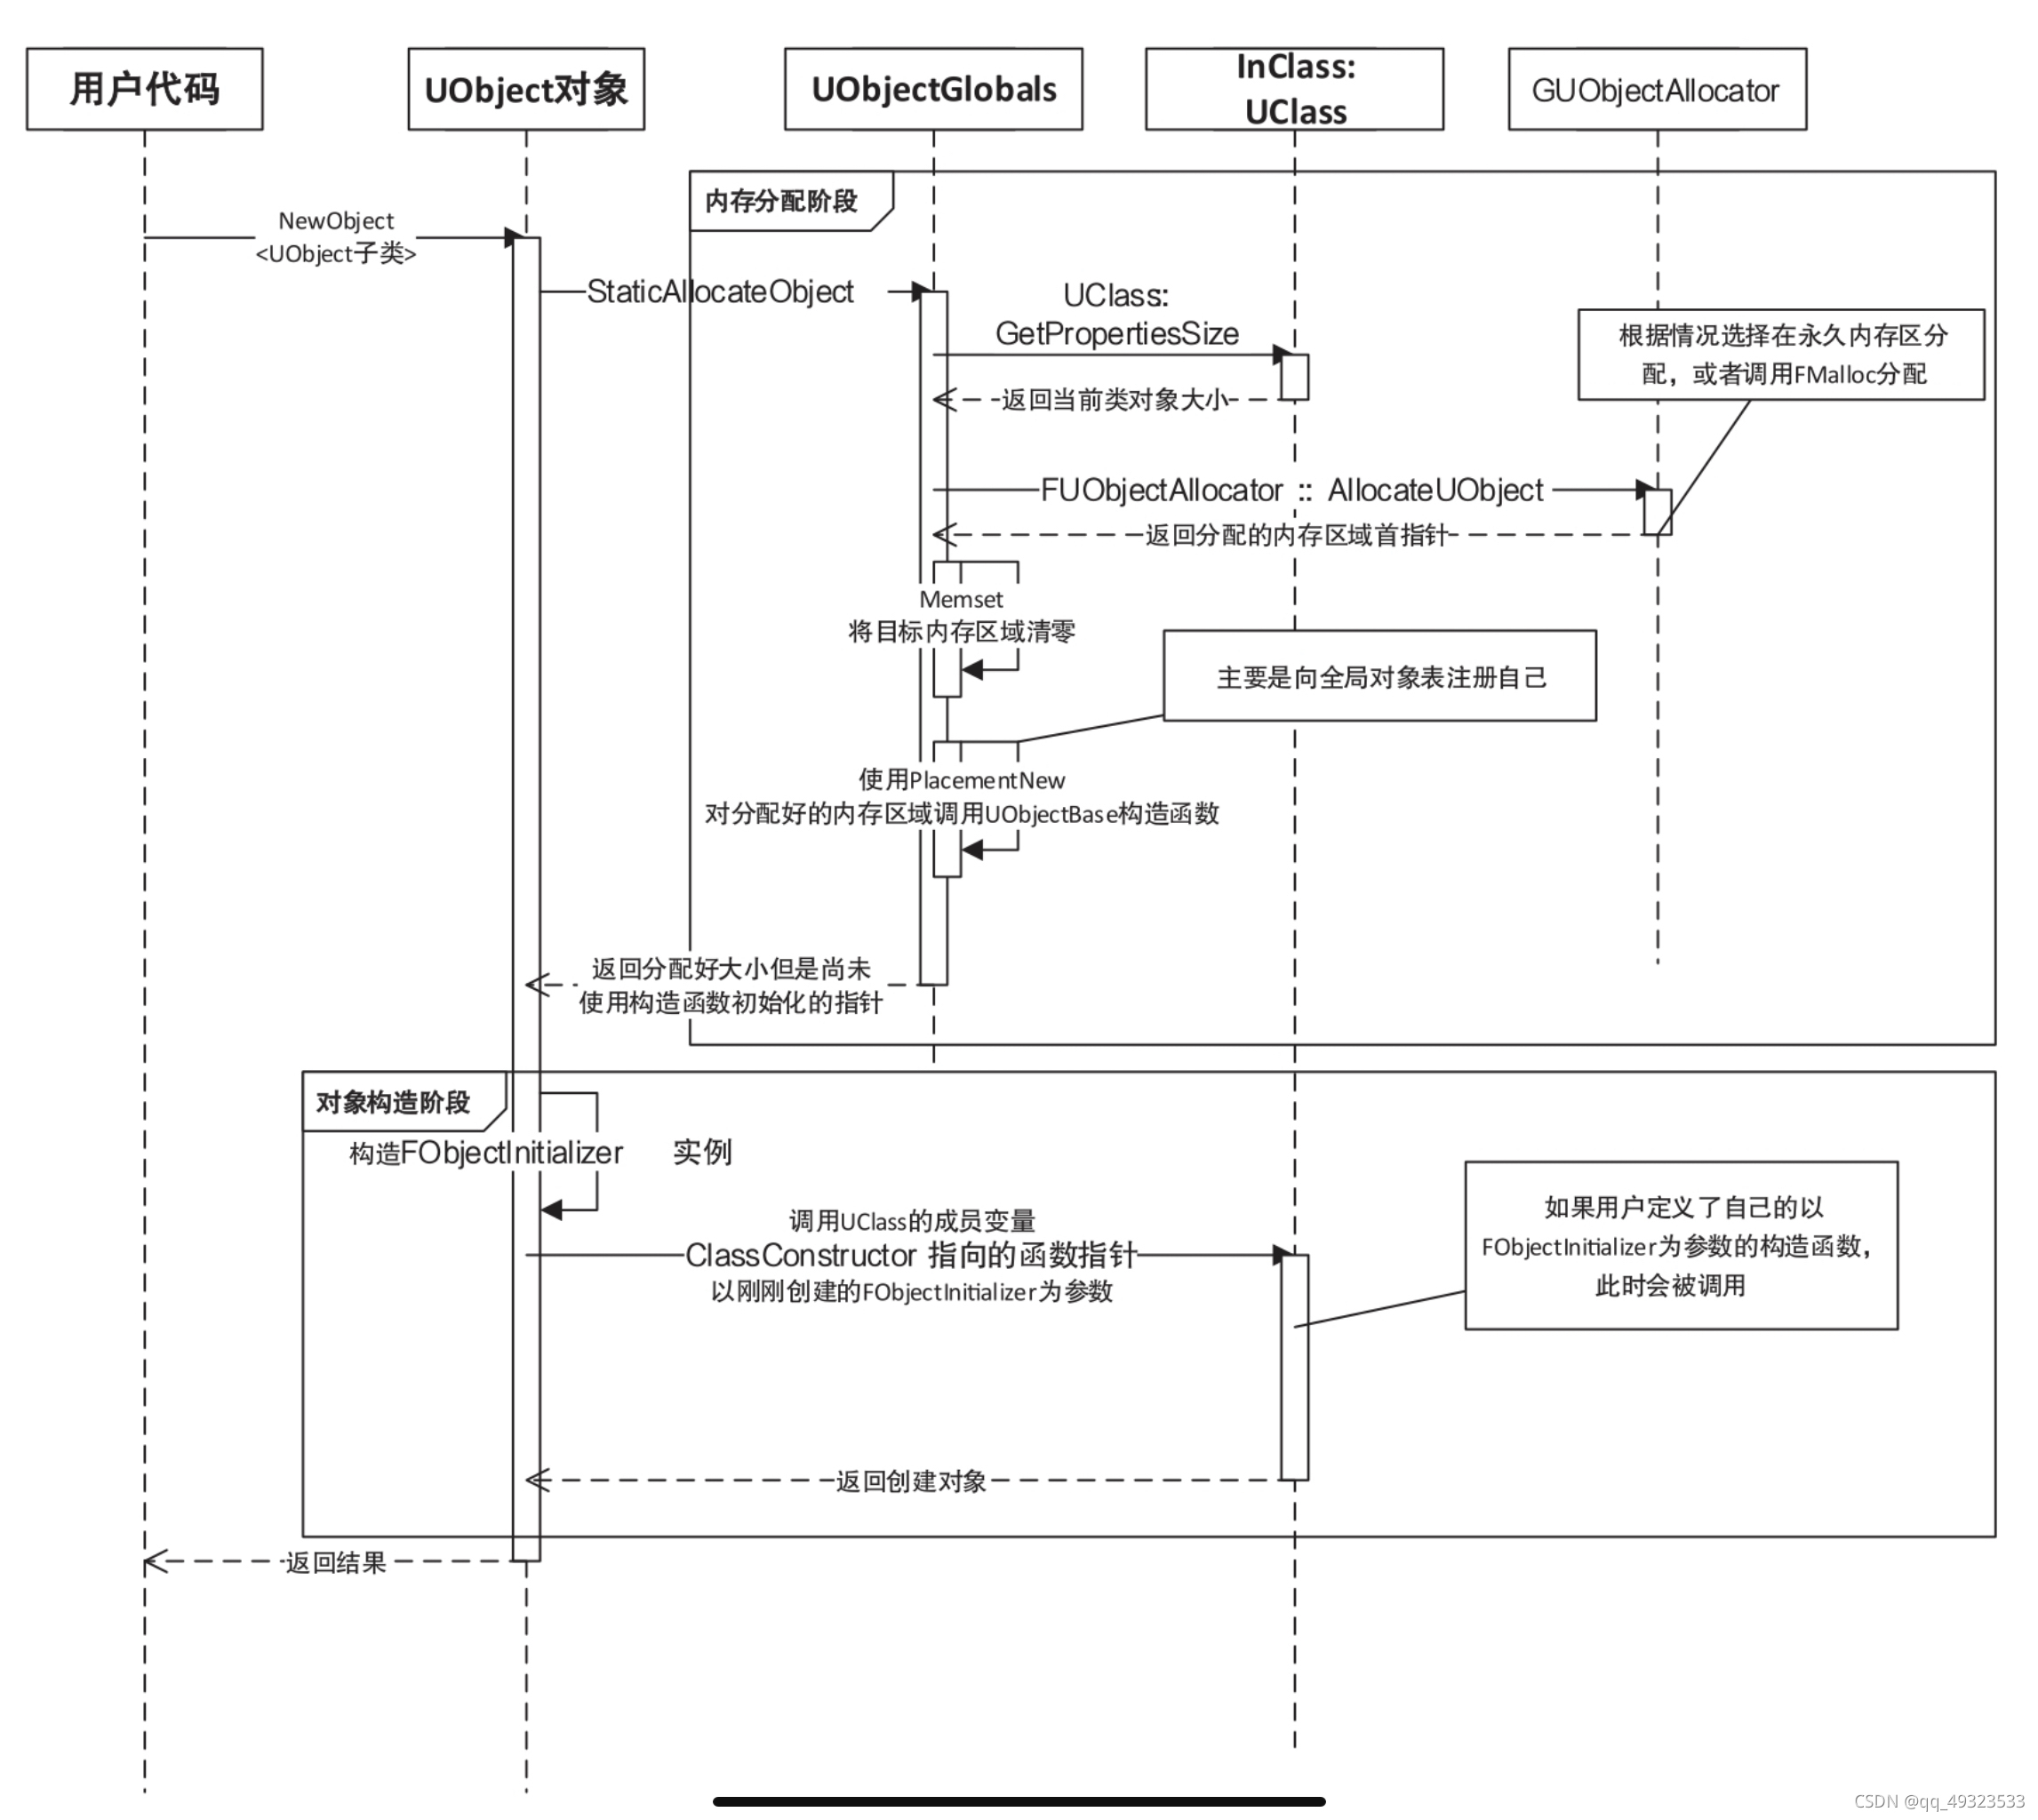 用户代码
UObject对象
UObjectGlobals
InClass:
UClass
GUObjectAllocator
内存分配阶段
NewObject
<UObject子类>
StaticAllocateObject
UClass:
GetPropertiesSize
根据情况选择在永久内存区分
配，或者调用FMalloc分配
返回当前类对象大小
FUObjectAllocator :: AllocateUObject
返回分配的内存区域首指针
Memset
将目标内存区域清零
主要是向全局对象表注册自己
使用PlacementNew
对分配好的内存区域调用UObjectBase构造函数
返回分配好大小但是尚未
使用构造函数初始化的指针
对象构造阶段
构造FObjectInitializer 实例
调用UClass的成员变量
ClassConstructor 指向的函数指针
以刚刚创建的FObjectInitializer为参数
如果用户定义了自己的以
FObjectInitializer为参数的构造函数，
此时会被调用
返回创建对象
返回结果
CSDN @qq_49323533